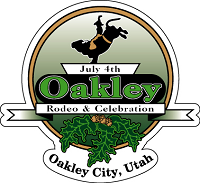 July 4th
Oakley
Rodeo & Celebration
Oakley City, Utah